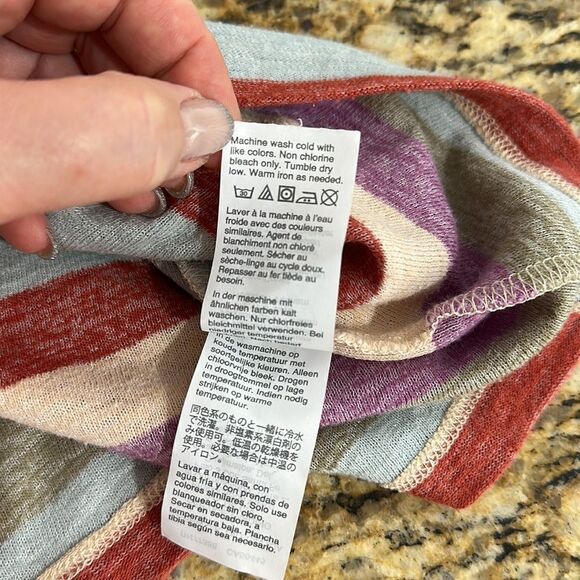 Machine wash cold with
like colors. Non chlorine
bleach only. Tumble dry
low. Warm iron as needed.
30
Laver à la machine à l'eau
froide avec des couleurs
similaires. Agent de
blanchiment non chloré
seulement. Sécher au
sèche-linge au cycle doux.
Repasser au fer tiède au
besoin.
In der maschine mit
ähnlichen farben kalt
waschen. Nur chlorfreies
bleichmittel verwenden. Bei
niedriger temperatur
In de wasmachine op
koude temperatuur met
soortgelijke kleuren. Alleen
chloorvrije bleek. Drogen
in droogtrommel op lage
temperatuur. Indien nodig
strijken op warme
temperatuur.
同色系のものと一緒に冷水
で洗濯。非塩素系漂白剤の
み使用可。低温の乾燥機を
使用。必要な場合は中温の
アイロン。
Lavar a máquina, con
agua fría y con prendas de
colores similares. Solo use
blanqueador sin cloro.
Secar en secadora, a
temperatura baja. Plancha
tibia según sea necesario.